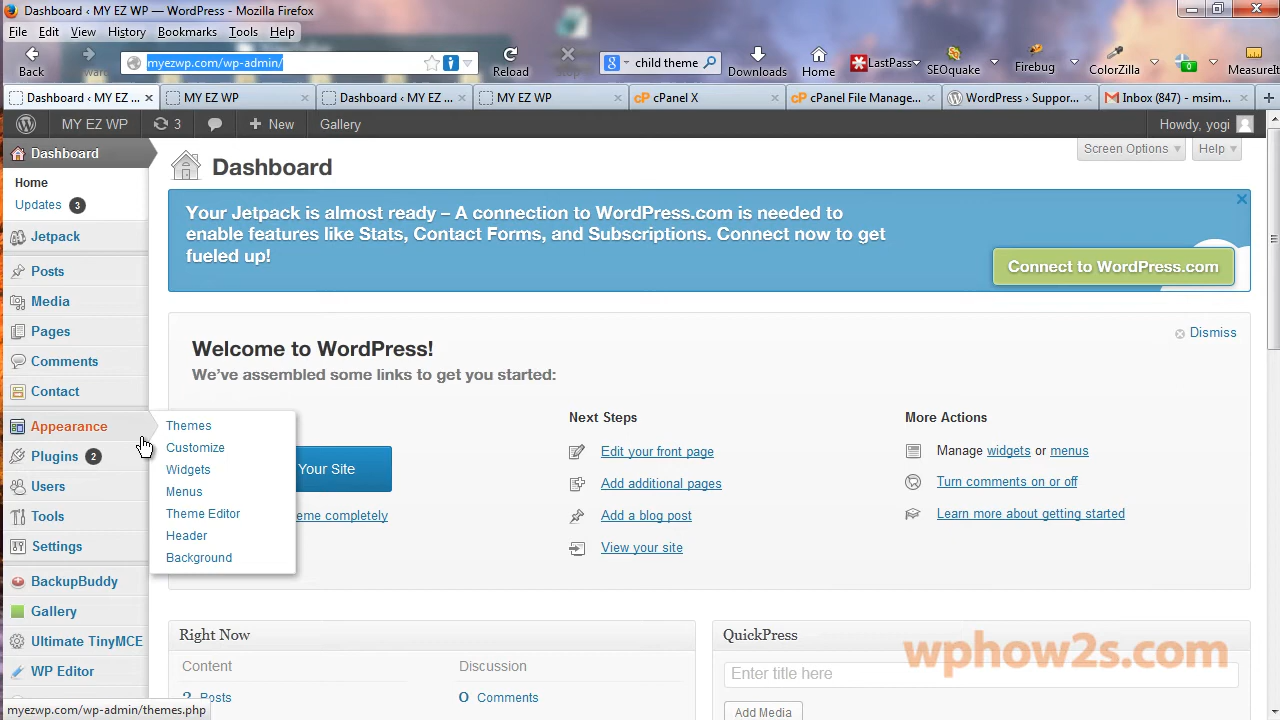 Dashboard ‹ MY EZ WP — WordPress - Mozilla Firefox
File Edit View History Bookmarks Tools Help
Back
myezwp.com/wp-admin/
Reload
child theme
Downloads
Home
LastPass
SEOquake
Firebug
ColorZilla
0
MeasureIt
Dashboard ‹ MY EZ ...
MY EZ WP
Dashboard ‹ MY EZ ...
MY EZ WP
cPanel X
cPanel File Manage...
WordPress › Suppor...
Inbox (847) - msim...
MY EZ WP
3
New
Gallery
Howdy, yogi
Dashboard
Home
Updates 3
Jetpack
Posts
Media
Pages
Comments
Contact
Appearance
Plugins 2
Users
Tools
Settings
BackupBuddy
Gallery
Ultimate TinyMCE
WP Editor
Themes
Customize
Widgets
Menus
Theme Editor
Header
Background
Dashboard
Screen Options
Help
Your Jetpack is almost ready – A connection to WordPress.com is needed to
enable features like Stats, Contact Forms, and Subscriptions. Connect now to get
fueled up!
Connect to WordPress.com
Dismiss
Welcome to WordPress!
We’ve assembled some links to get you started:
Your Site
completely
Next Steps
Edit your front page
Add additional pages
Add a blog post
View your site
More Actions
Manage widgets or menus
Turn comments on or off
Learn more about getting started
Right Now
Content
Discussion
Posts
0 Comments
QuickPress
Enter title here
Add Media
wphow2s.com
myezwp.com/wp-admin/themes.php